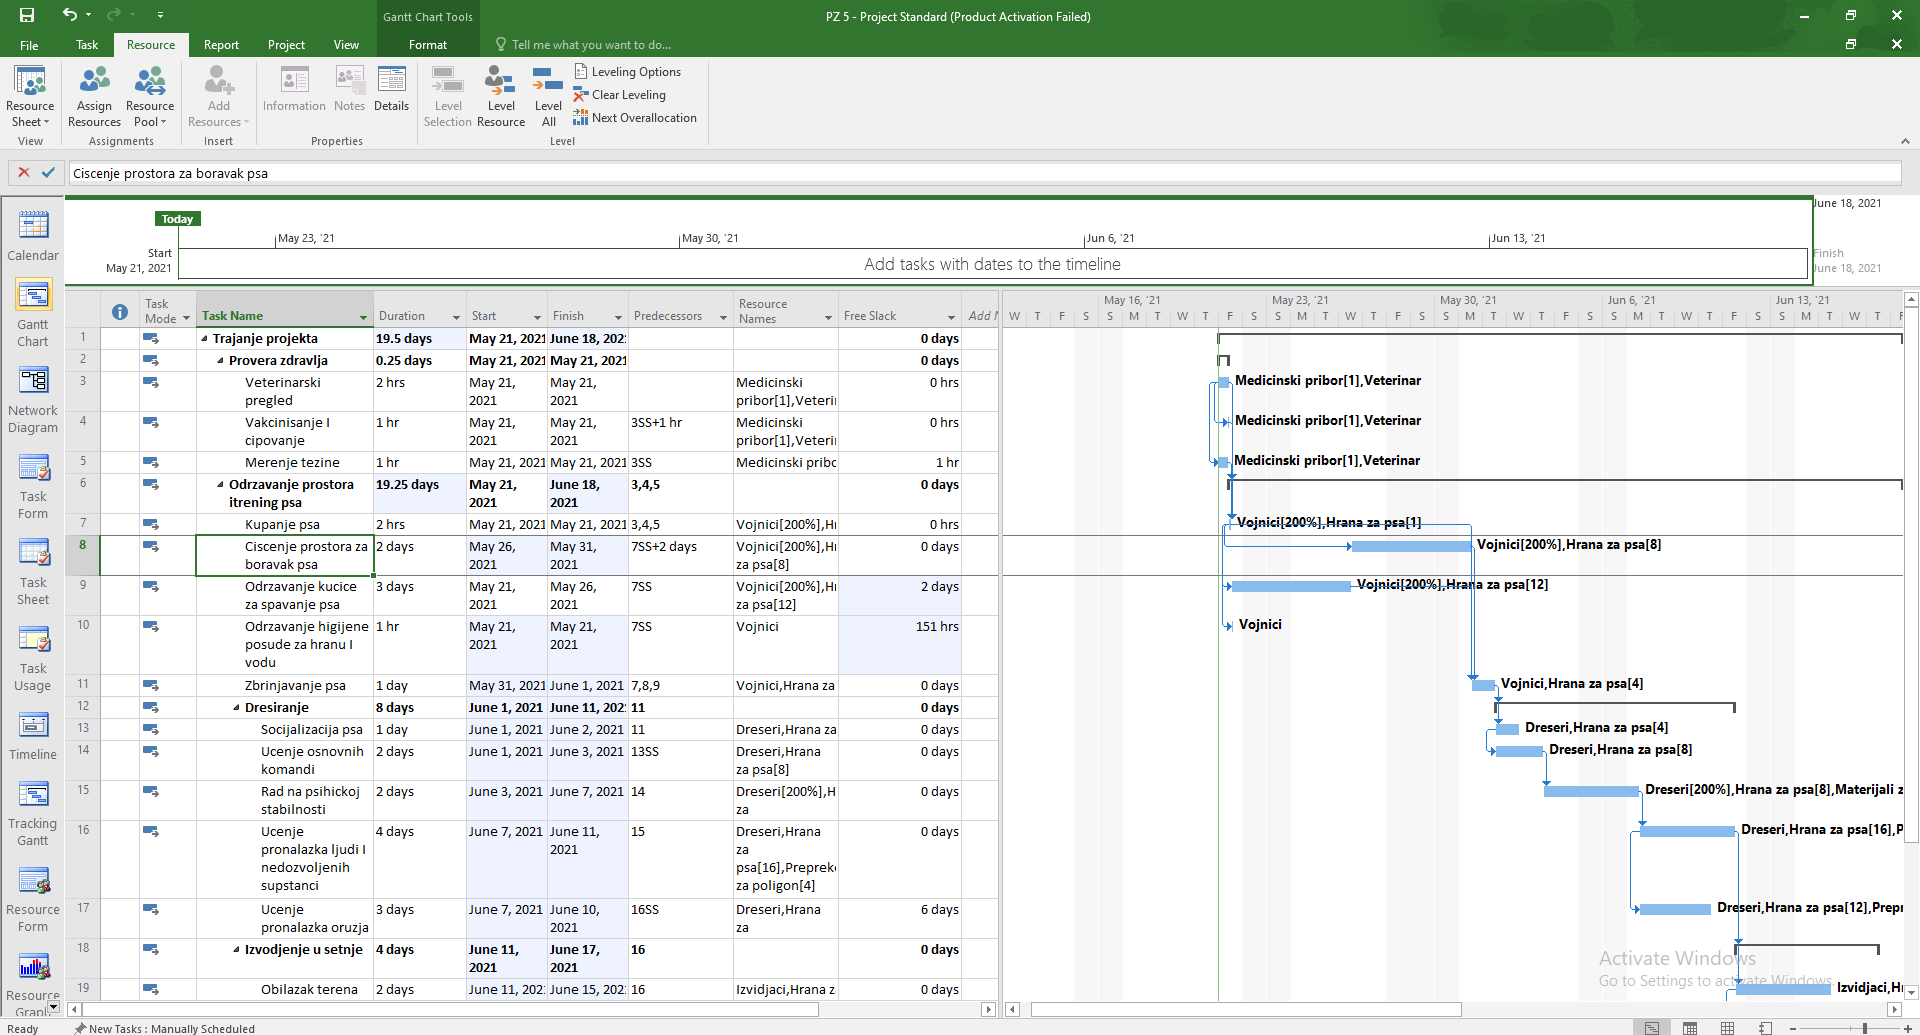 Gantt Chart Tools
PZ 5 - Project Standard (Product Activation Failed)
File Task Resource Report Project View Format Tell me what you want to do...
Resource Sheet
Assign Resources
Resource Pool
Add Resources
Information
Notes
Details
Level Selection
Level Resource
Level All
Leveling Options
Clear Leveling
Next Overallocation
View Assignments Insert Properties Level
Ciscenje prostora za boravak psa
Today
May 23, '21 May 30, '21 Jun 6, '21 Jun 13, '21
June 18, 2021
Start
May 21, 2021
Add tasks with dates to the timeline
Finish
June 18, 2021
Calendar
Gantt Chart
Network Diagram
Task Form
Task Sheet
Task Usage
Timeline
Tracking Gantt
Resource Form
Resource Graph
Task Mode Task Name Duration Start Finish Predecessors Resource Names Free Slack Add N
1 Trajanje projekta 19.5 days May 21, 2021 June 18, 202 0 days
2 Provera zdravlja 0.25 days May 21, 2021 May 21, 2021 0 days
3 Veterinarski pregled 2 hrs May 21, 2021 May 21, 2021 Medicinski pribor[1],Veterin 0 hrs
4 Vakcinisanje I cipovanje 1 hr May 21, 2021 May 21, 2021 3SS+1 hr Medicinski pribor[1],Veterin 0 hrs
5 Merenje tezine 1 hr May 21, 2021 May 21, 2021 3SS Medicinski pribo 1 hr
6 Odrzavanje prostora itrening psa 19.25 days May 21, 2021 June 18, 2021 3,4,5 0 days
7 Kupanje psa 2 hrs May 21, 2021 May 21, 2021 3,4,5 Vojnici[200%],Hr 0 hrs
8 Ciscenje prostora za boravak psa 2 days May 26, 2021 May 31, 2021 7SS+2 days Vojnici[200%],Hr za psa[8] 0 days
9 Odrzavanje kucice za spavanje psa 3 days May 21, 2021 May 26, 2021 7SS Vojnici[200%],Hr za psa[12] 2 days
10 Odrzavanje higijene posude za hranu I vodu 1 hr May 21, 2021 May 21, 2021 7SS Vojnici 151 hrs
11 Zbrinjavanje psa 1 day May 31, 2021 June 1, 2021 7,8,9 Vojnici,Hrana za 0 days
12 Dresiranje 8 days June 1, 2021 June 11, 202 11 0 days
13 Socijalizacija psa 1 day June 1, 2021 June 2, 2021 11 Dreseri,Hrana za 0 days
14 Ucenje osnovnih komandi 2 days June 1, 2021 June 3, 2021 13SS Dreseri,Hrana za psa[8] 0 days
15 Rad na psihickoj stabilnosti 2 days June 3, 2021 June 7, 2021 14 Dreseri[200%],H za 0 days
16 Ucenje pronalazka ljudi I nedozvoljenih supstanci 4 days June 7, 2021 June 11, 2021 15 Dreseri,Hrana za psa[16],Prepreke za poligon[4] 0 days
17 Ucenje pronalazka oruzja 3 days June 7, 2021 June 10, 2021 16SS Dreseri,Hrana za 6 days
18 Izvodjenje u setnje 4 days June 11, 2021 June 17, 2021 16 0 days
19 Obilazak terena 2 days June 11, 202 June 15, 202 16 Izvidjaci,Hrana z 0 days
May 16, '21 May 23, '21 May 30, '21 Jun 6, '21 Jun 13, '21
W T F S S M T W T F S S M T W T F S S M T W T F S S M T W T F S S M T W T F
Medicinski pribor[1],Veterinar
Medicinski pribor[1],Veterinar
Medicinski pribor[1],Veterinar
Vojnici[200%],Hrana za psa[1]
Vojnici[200%],Hrana za psa[8]
Vojnici[200%],Hrana za psa[12]
Vojnici
Vojnici,Hrana za psa[4]
Dreseri,Hrana za psa[4]
Dreseri,Hrana za psa[8]
Dreseri[200%],Hrana za psa[8],Materijali z
Dreseri,Hrana za psa[16],P
Dreseri,Hrana za psa[12],Prepr
Izvidjaci,H
Activate Windows
Go to Settings to activate Windows.
Ready New Tasks : Manually Scheduled